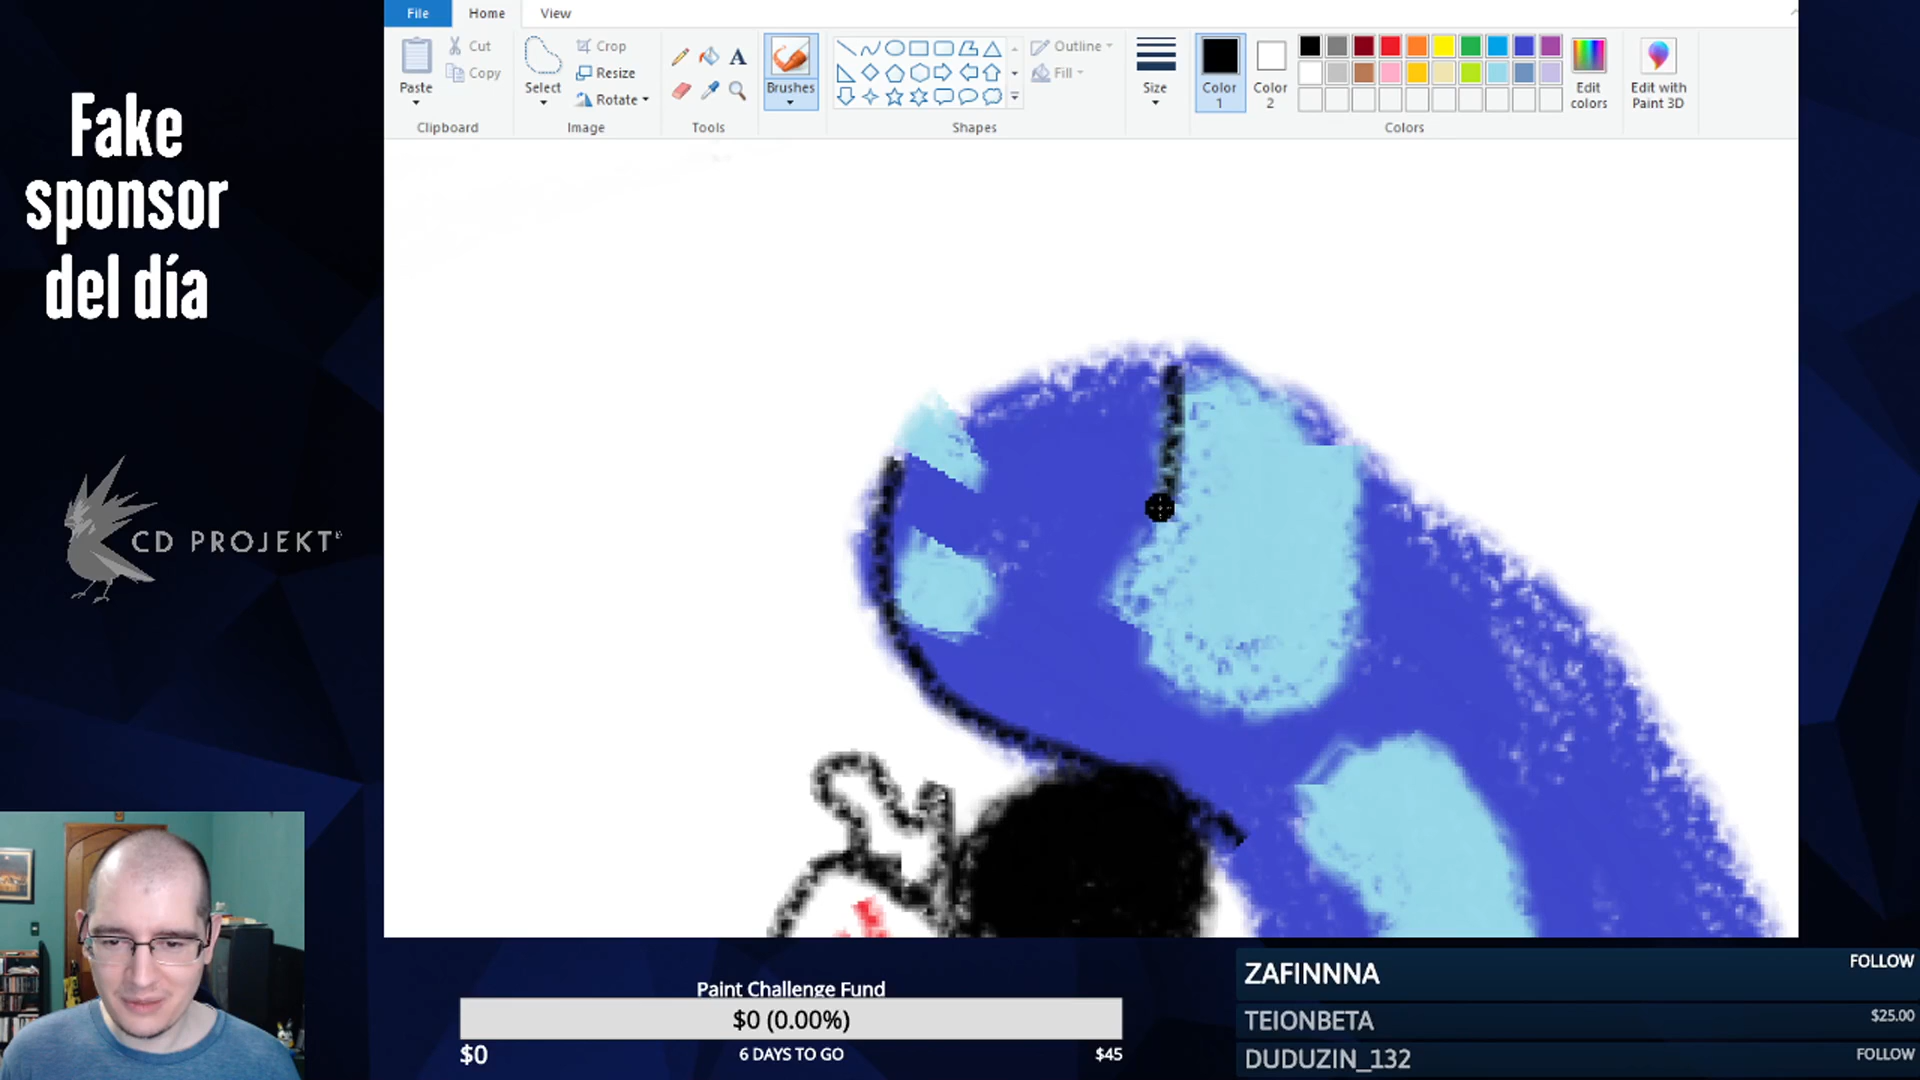 File Home View
Cut
Copy
Paste
Clipboard
Select
Crop
Resize
Rotate
Image
A
Tools
Brushes
Outline
Fill
Shapes
Size
Color 1
Color 2
Edit colors
Edit with Paint 3D
Colors
Fake
sponsor
del día
CD PROJEKT
Paint Challenge Fund
$0 (0.00%)
$0 6 DAYS TO GO $45
ZAFINNNA FOLLOW
TEIONBETA $25.00
DUDUZIN_132 FOLLOW